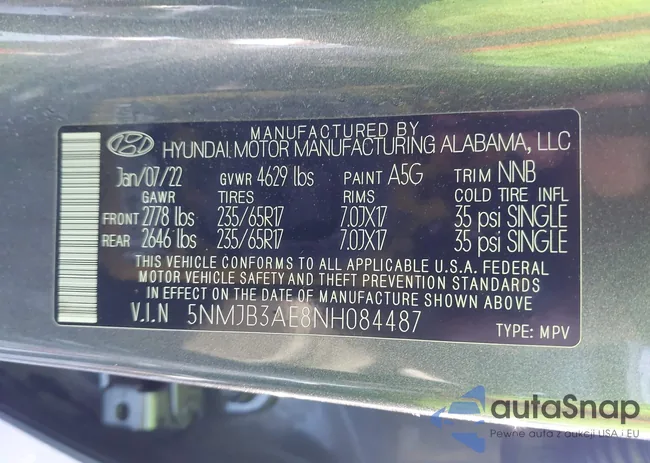 MANUFACTURED BY
HYUNDAI MOTOR MANUFACTURING ALABAMA, LLC
Jan/07/22 GVWR 4629 lbs PAINT A5G TRIM NNB
GAWR TIRES RIMS COLD TIRE INFL
FRONT 2778 lbs 235/65R17 7.0JX17 35 psi SINGLE
REAR 2646 lbs 235/65R17 7.0JX17 35 psi SINGLE
THIS VEHICLE CONFORMS TO ALL APPLICABLE U.S.A. FEDERAL
MOTOR VEHICLE SAFETY AND THEFT PREVENTION STANDARDS
IN EFFECT ON THE DATE OF MANUFACTURE SHOWN ABOVE
V.I.N 5NMJB3AE8NH084487 TYPE: MPV
autaSnap
Pewne auta z aukcji USA i EU